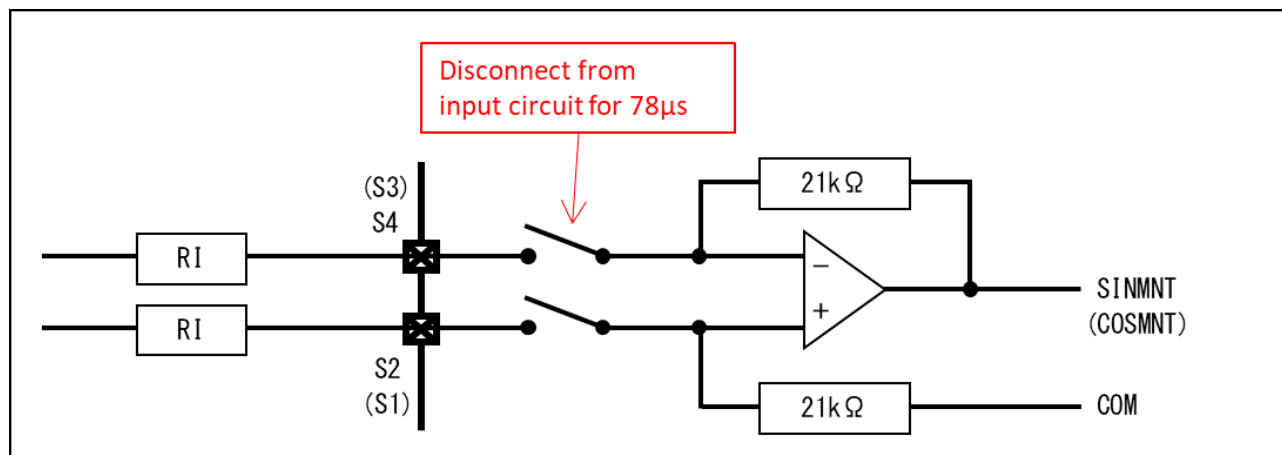 Disconnect from
input circuit for 78µs
(S3)
S4
21kΩ
RI
−
SINMNT
(COSMNT)
RI
+
S2
(S1)
21kΩ
COM